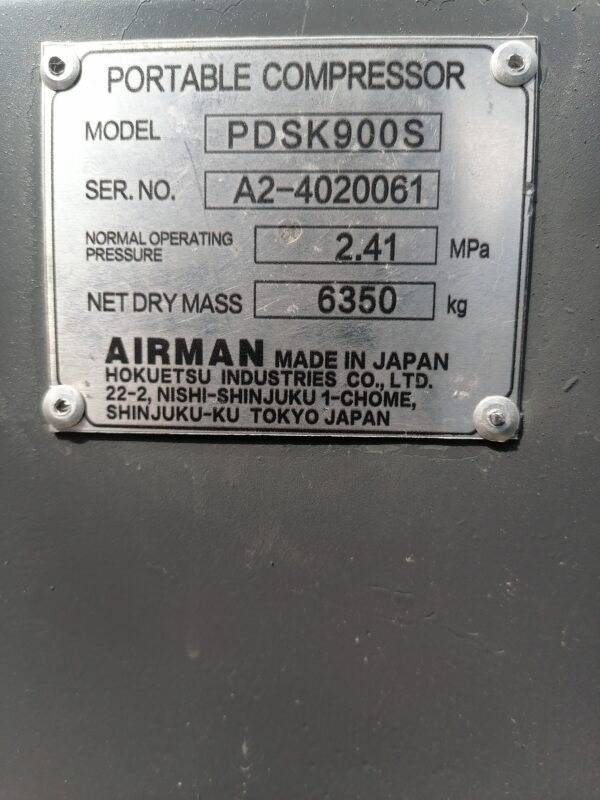 PORTABLE COMPRESSOR
MODEL PDSK900S
SER. NO. A2-4020061
NORMAL OPERATING PRESSURE 2.41 MPa
NET DRY MASS 6350 kg
AIRMAN MADE IN JAPAN
HOKUETSU INDUSTRIES CO., LTD.
22-2, NISHI-SHINJUKU 1-CHOME,
SHINJUKU-KU TOKYO JAPAN